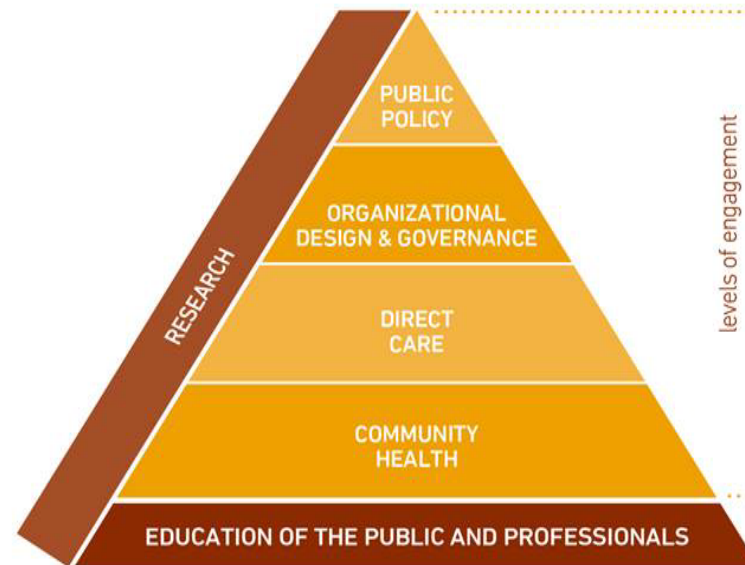 PUBLIC
POLICY
ORGANIZATIONAL
DESIGN & GOVERNANCE
DIRECT
CARE
COMMUNITY
HEALTH
EDUCATION OF THE PUBLIC AND PROFESSIONALS
RESEARCH
levels of engagement